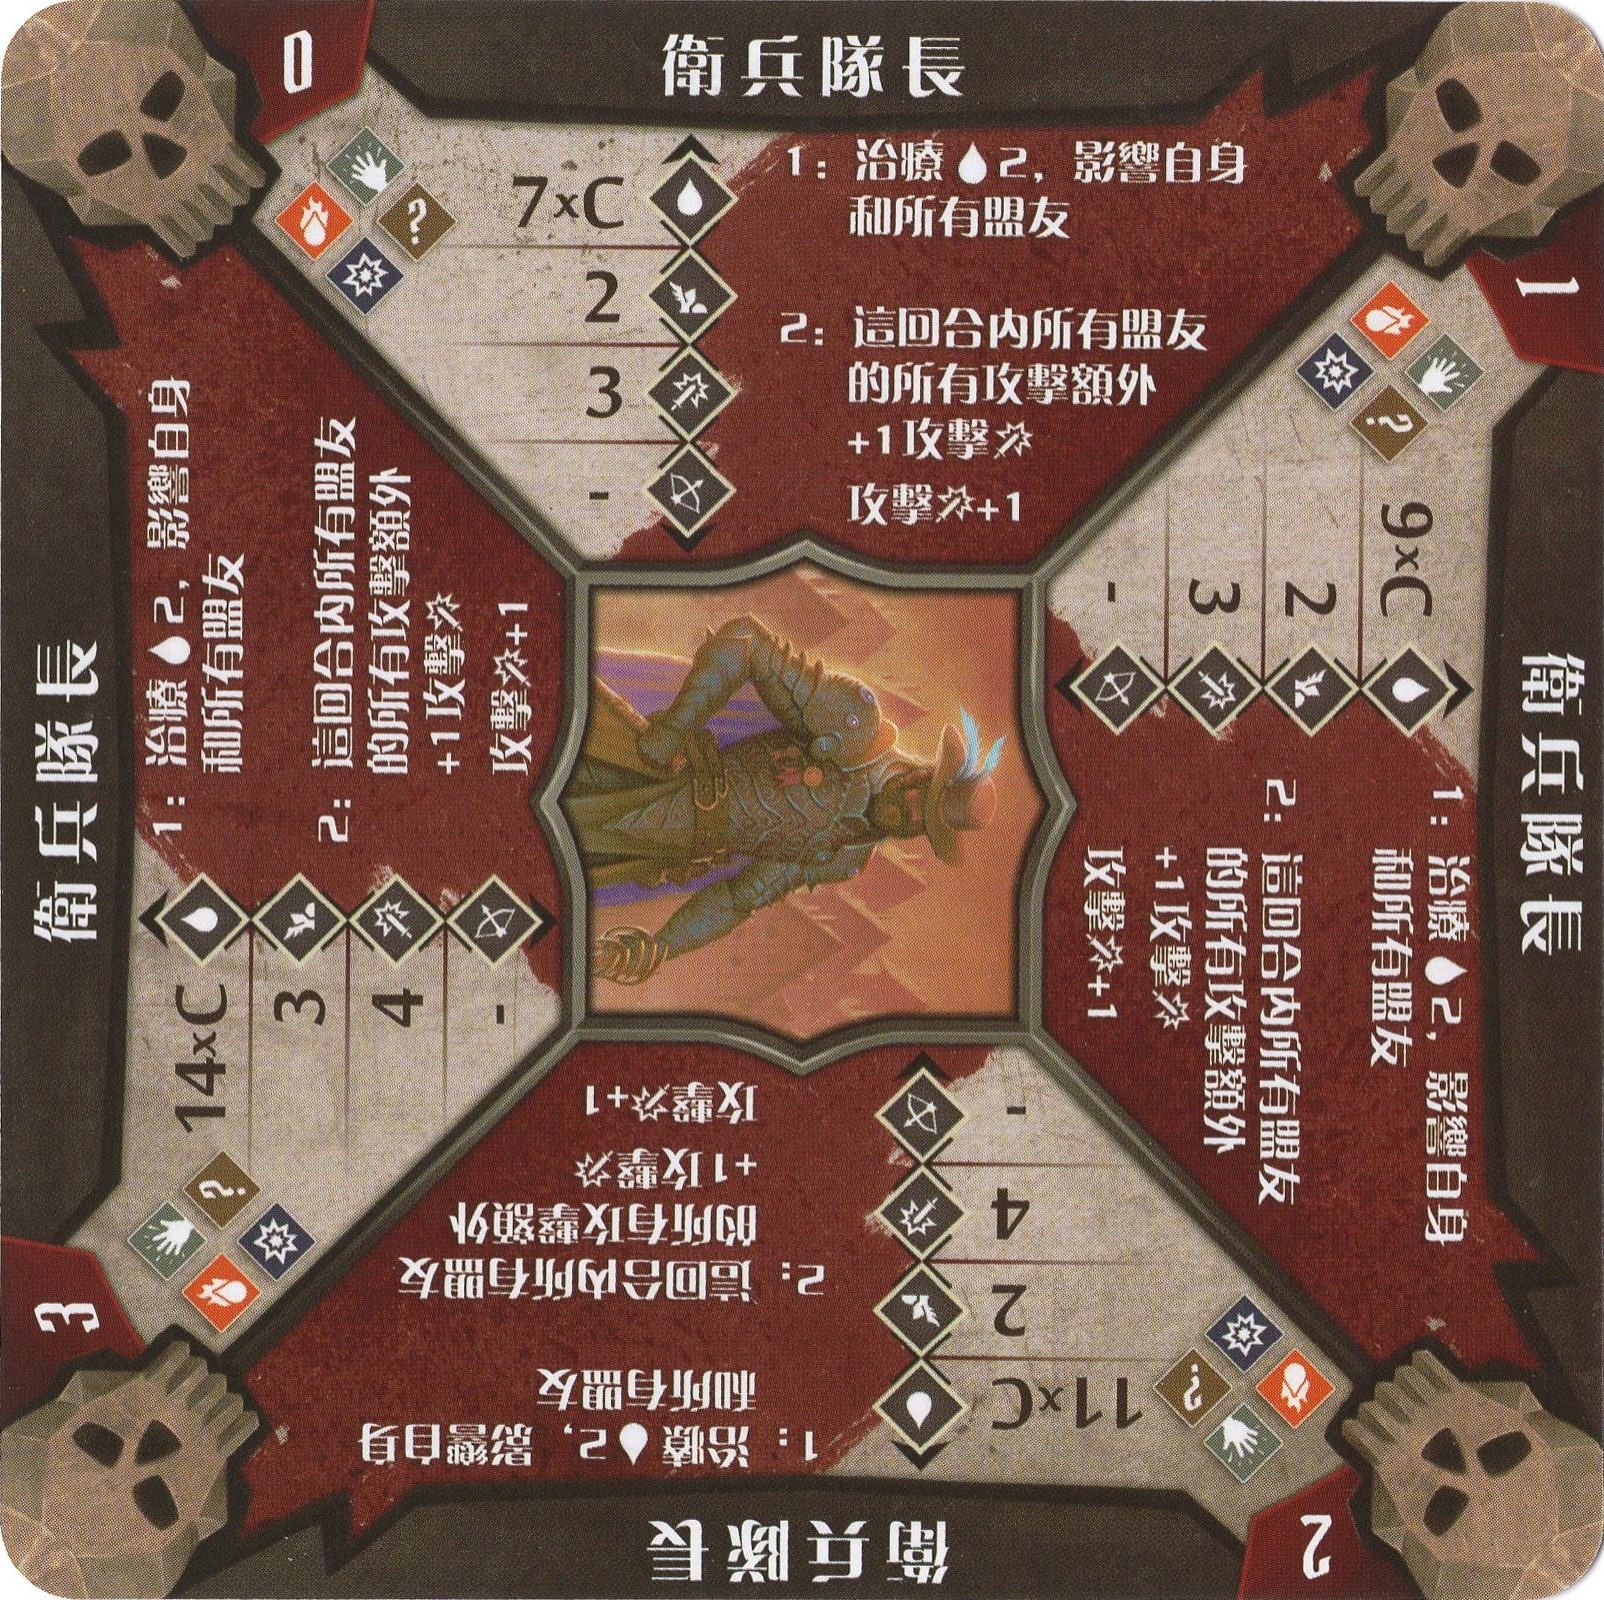 0
衛兵隊長
7xC
2
3
-
1: 治療2, 影響自身
和所有盟友
2: 這回合內所有盟友
的所有攻擊額外
+1攻擊
攻擊+1
1
衛兵隊長
9xC
2
3
-
1: 治療2, 影響自身
和所有盟友
2: 這回合內所有盟友
的所有攻擊額外
+1攻擊
攻擊+1
2
衛兵隊長
11xC
2
4
-
1: 治療2, 影響自身
和所有盟友
2: 這回合內所有盟友
的所有攻擊額外
+1攻擊
攻擊+1
3
衛兵隊長
14xC
3
4
-
1: 治療2, 影響自身
和所有盟友
2: 這回合內所有盟友
的所有攻擊額外
+1攻擊
攻擊+1
?
?
?
?